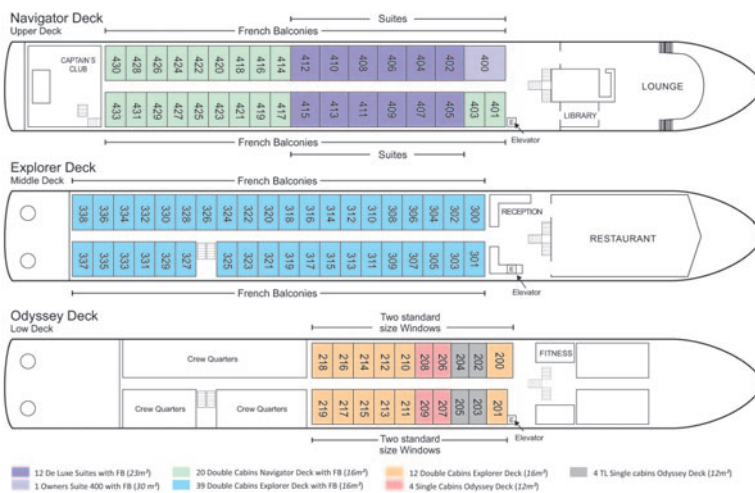 Navigator Deck
Upper Deck
Suites
French Balconies
CAPTAIN'S
CLUB
430 428 426 424 422 420 418 416 414 412 410 408 406 404 402 400
LOUNGE
433 431 429 427 425 423 421 419 417 415 413 411 409 407 405 403 401
LIBRARY
E
Elevator
French Balconies
Suites
Explorer Deck
Middle Deck
French Balconies
338 336 334 332 330 328 326 324 322 320 318 316 314 312 310 308 306 304 302 300
RECEPTION
RESTAURANT
337 335 333 331 329 327 325 323 321 319 317 315 313 311 309 307 305 303 301
E
Elevator
French Balconies
Odyssey Deck
Low Deck
Two standard
size Windows
Crew Quarters
218 216 214 212 210 208 206 204 202 200
FITNESS
Crew Quarters Crew Quarters
219 217 215 213 211 209 207 205 203 201
E
Elevator
Two standard
size Windows
12 De Luxe Suites with FB (23m²)
20 Double Cabins Navigator Deck with FB (16m²)
12 Double Cabins Explorer Deck (16m²)
4 TL Single cabins Odyssey Deck (12m²)
1 Owners Suite 400 with FB (30 m²)
39 Double Cabins Explorer Deck with FB (16m²)
4 Single Cabins Odyssey Deck (12m²)